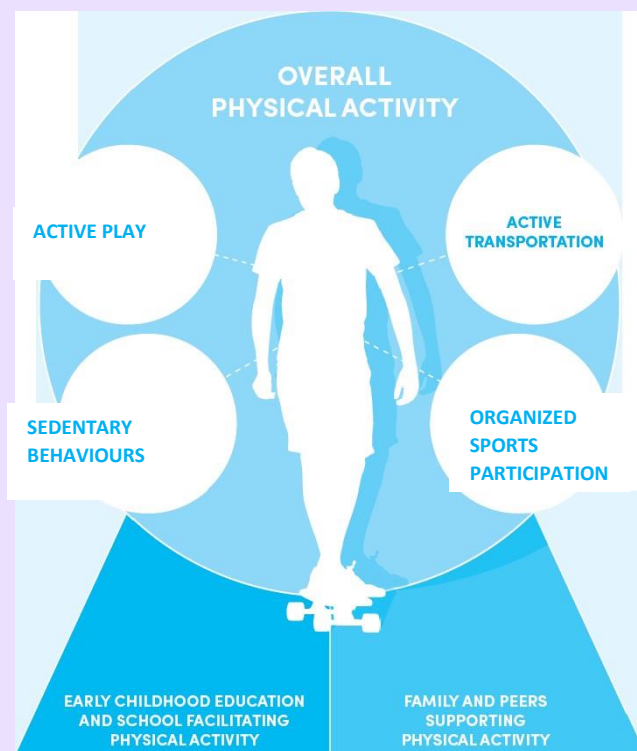 OVERALL
PHYSICAL ACTIVITY
ACTIVE PLAY
ACTIVE
TRANSPORTATION
SEDENTARY
BEHAVIOURS
ORGANIZED
SPORTS
PARTICIPATION
EARLY CHILDHOOD EDUCATION
AND SCHOOL FACILITATING
PHYSICAL ACTIVITY
FAMILY AND PEERS
SUPPORTING
PHYSICAL ACTIVITY